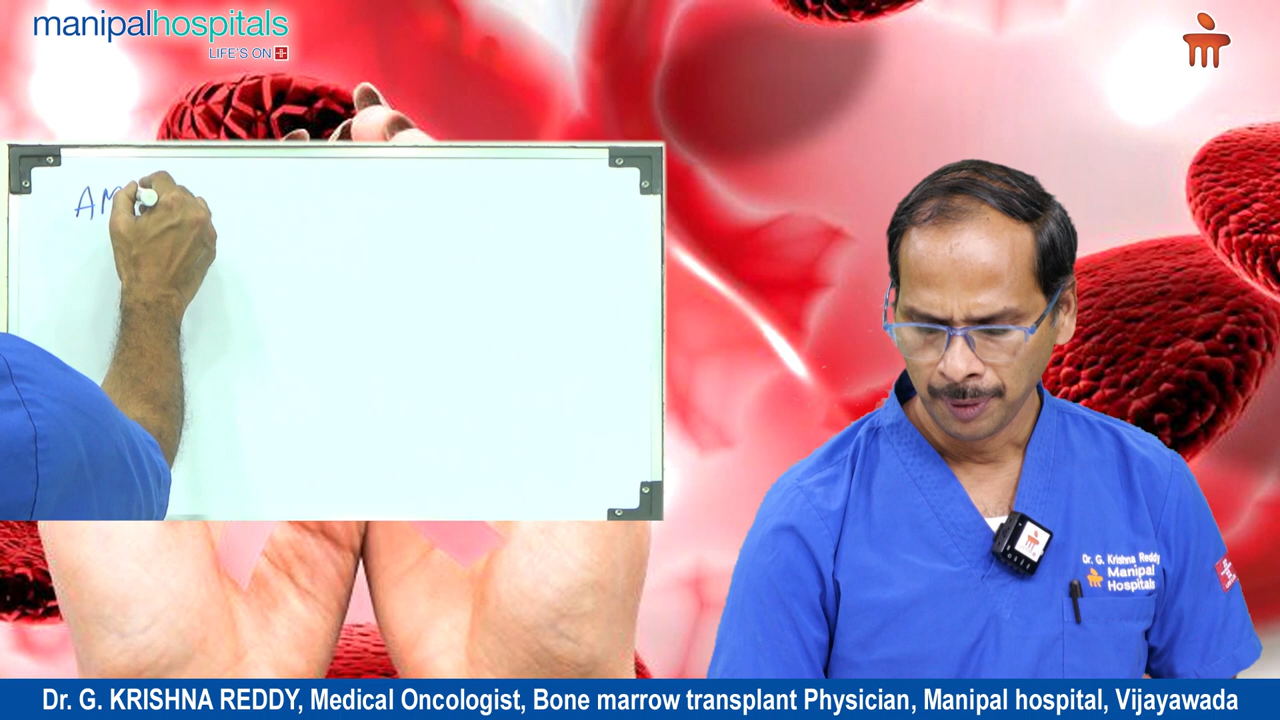 manipalhospitals
LIFE'S ON
AM
Dr. G. Krishna Reddy
Manipal
Hospitals
Dr. G. KRISHNA REDDY, Medical Oncologist, Bone marrow transplant Physician, Manipal hospital, Vijayawada